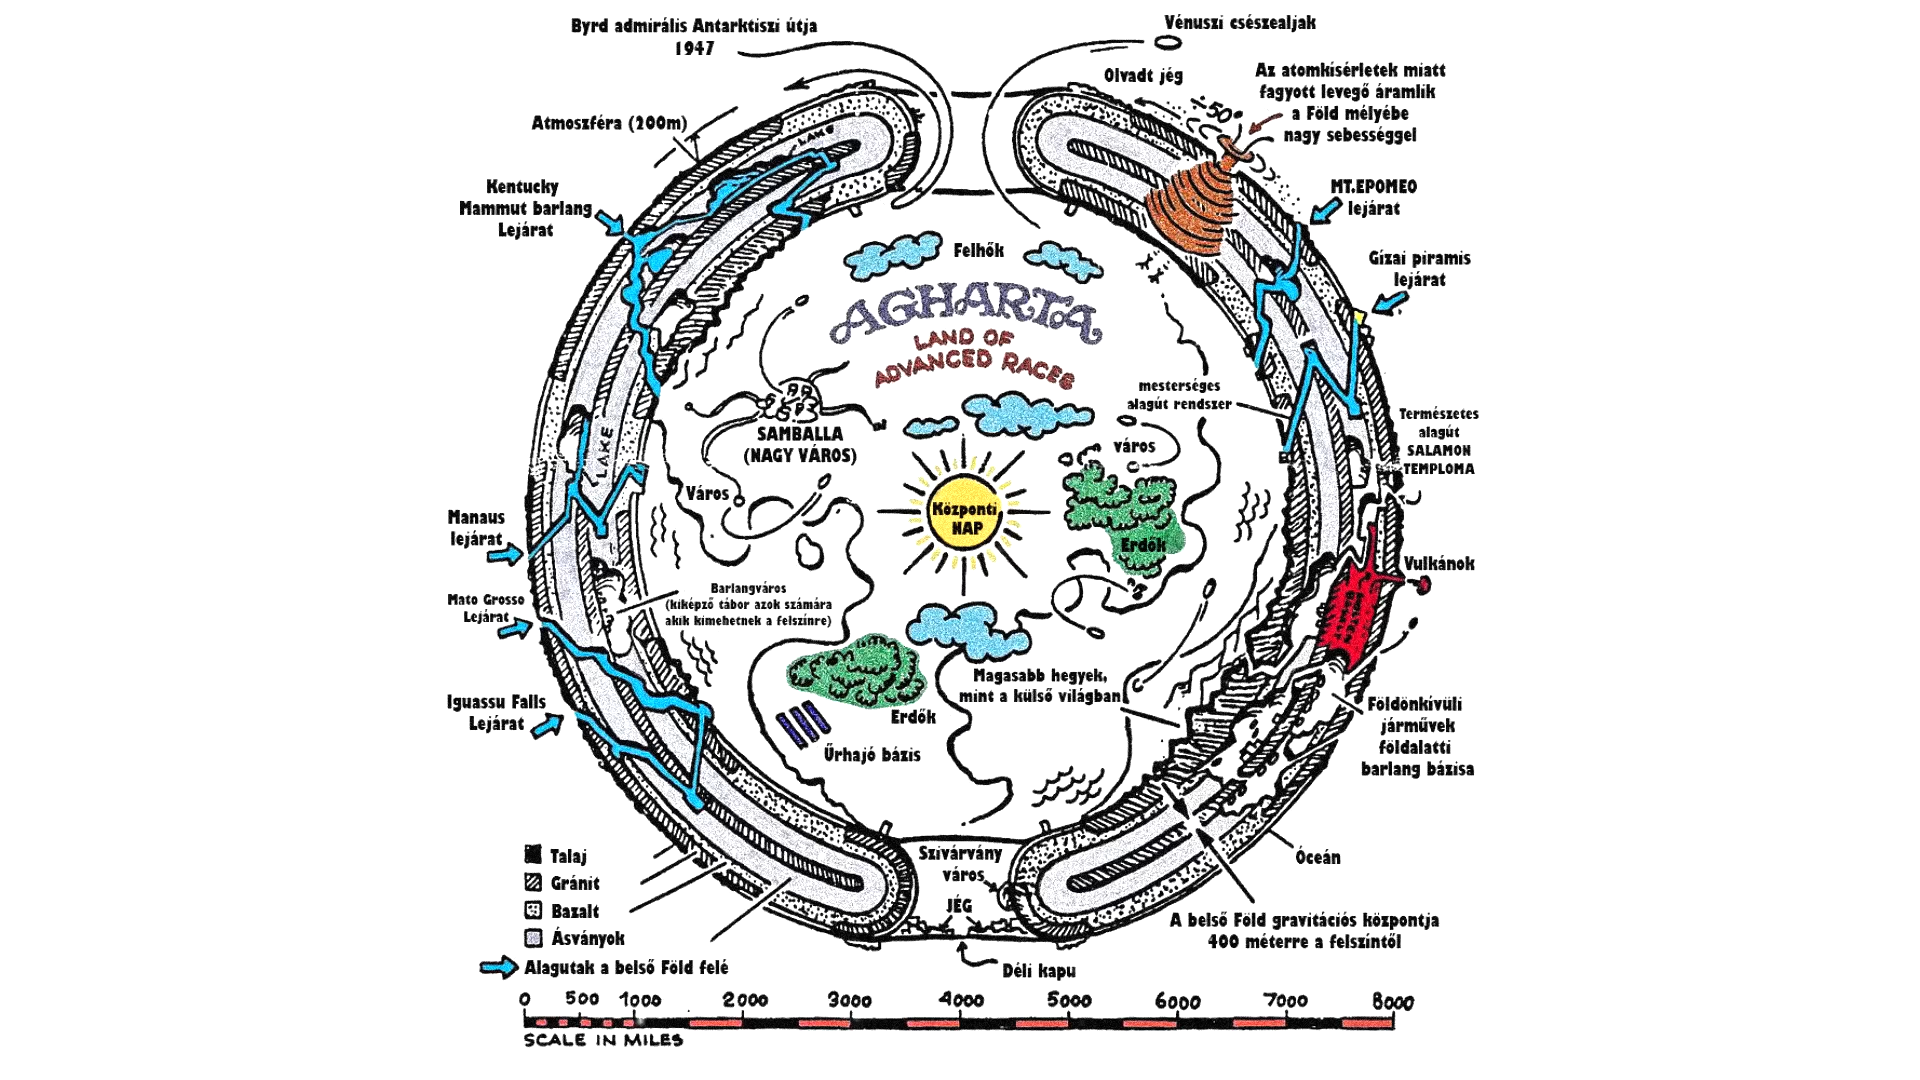 Byrd admirális Antarktiszi útja
1947
Vénuszi csészealjak
Olvadt jég
÷50°
Az atomkísérletek miatt
fagyott levegő áramlik
a Föld mélyébe
nagy sebességgel
Atmoszféra (200m)
LAKE
Kentucky
Mammut barlang
Lejárat
MT.EPOMEO
lejárat
Gízai piramis
lejárat
Felhők
AGHARTA
LAND OF
ADVANCED RACES
mesterséges
alagút rendszer
SAMBALLA
(NAGY VÁROS)
Város
város
Természetes
alagút
SALAMON
TEMPLOMA
LAKE
Központi
NAP
Erdők
Manaus
lejárat
Vulkánok
Mato Grosso
Lejárat
Barlangváros
(kiképző tábor azok számára
akik kimehetnek a felszínre)
Magasabb hegyek,
mint a külső világban
Iguassu Falls
Lejárat
Erdők
Űrhajó bázis
Földönkívüli
járművek
földalatti
barlang bázisa
Szivárvány
város
JÉG
Déli kapu
Óceán
A belső Föld gravitációs központja
400 méterre a felszíntől
Talaj
Gránit
Bazalt
Ásványok
Alagutak a belső Föld felé
0 500 1000 2000 3000 4000 5000 6000 7000 8000
SCALE IN MILES